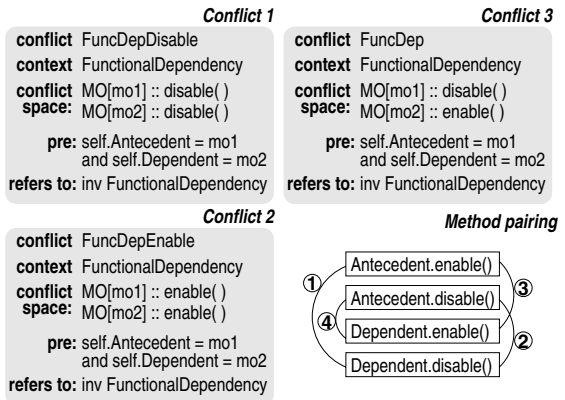 Conflict 1
conflict FuncDepDisable
context FunctionalDependency
conflict MO[mo1] :: disable( )
space: MO[mo2] :: disable( )
pre: self.Antecedent = mo1
and self.Dependent = mo2
refers to: inv FunctionalDependency
Conflict 2
conflict FuncDepEnable
context FunctionalDependency
conflict MO[mo1] :: enable( )
space: MO[mo2] :: enable( )
pre: self.Antecedent = mo1
and self.Dependent = mo2
refers to: inv FunctionalDependency
Conflict 3
conflict FuncDep
context FunctionalDependency
conflict MO[mo1] :: disable( )
space: MO[mo2] :: enable( )
pre: self.Antecedent = mo1
and self.Dependent = mo2
refers to: inv FunctionalDependency
Method pairing
Antecedent.enable()
1
Antecedent.disable()
3
4
Dependent.enable()
2
Dependent.disable()